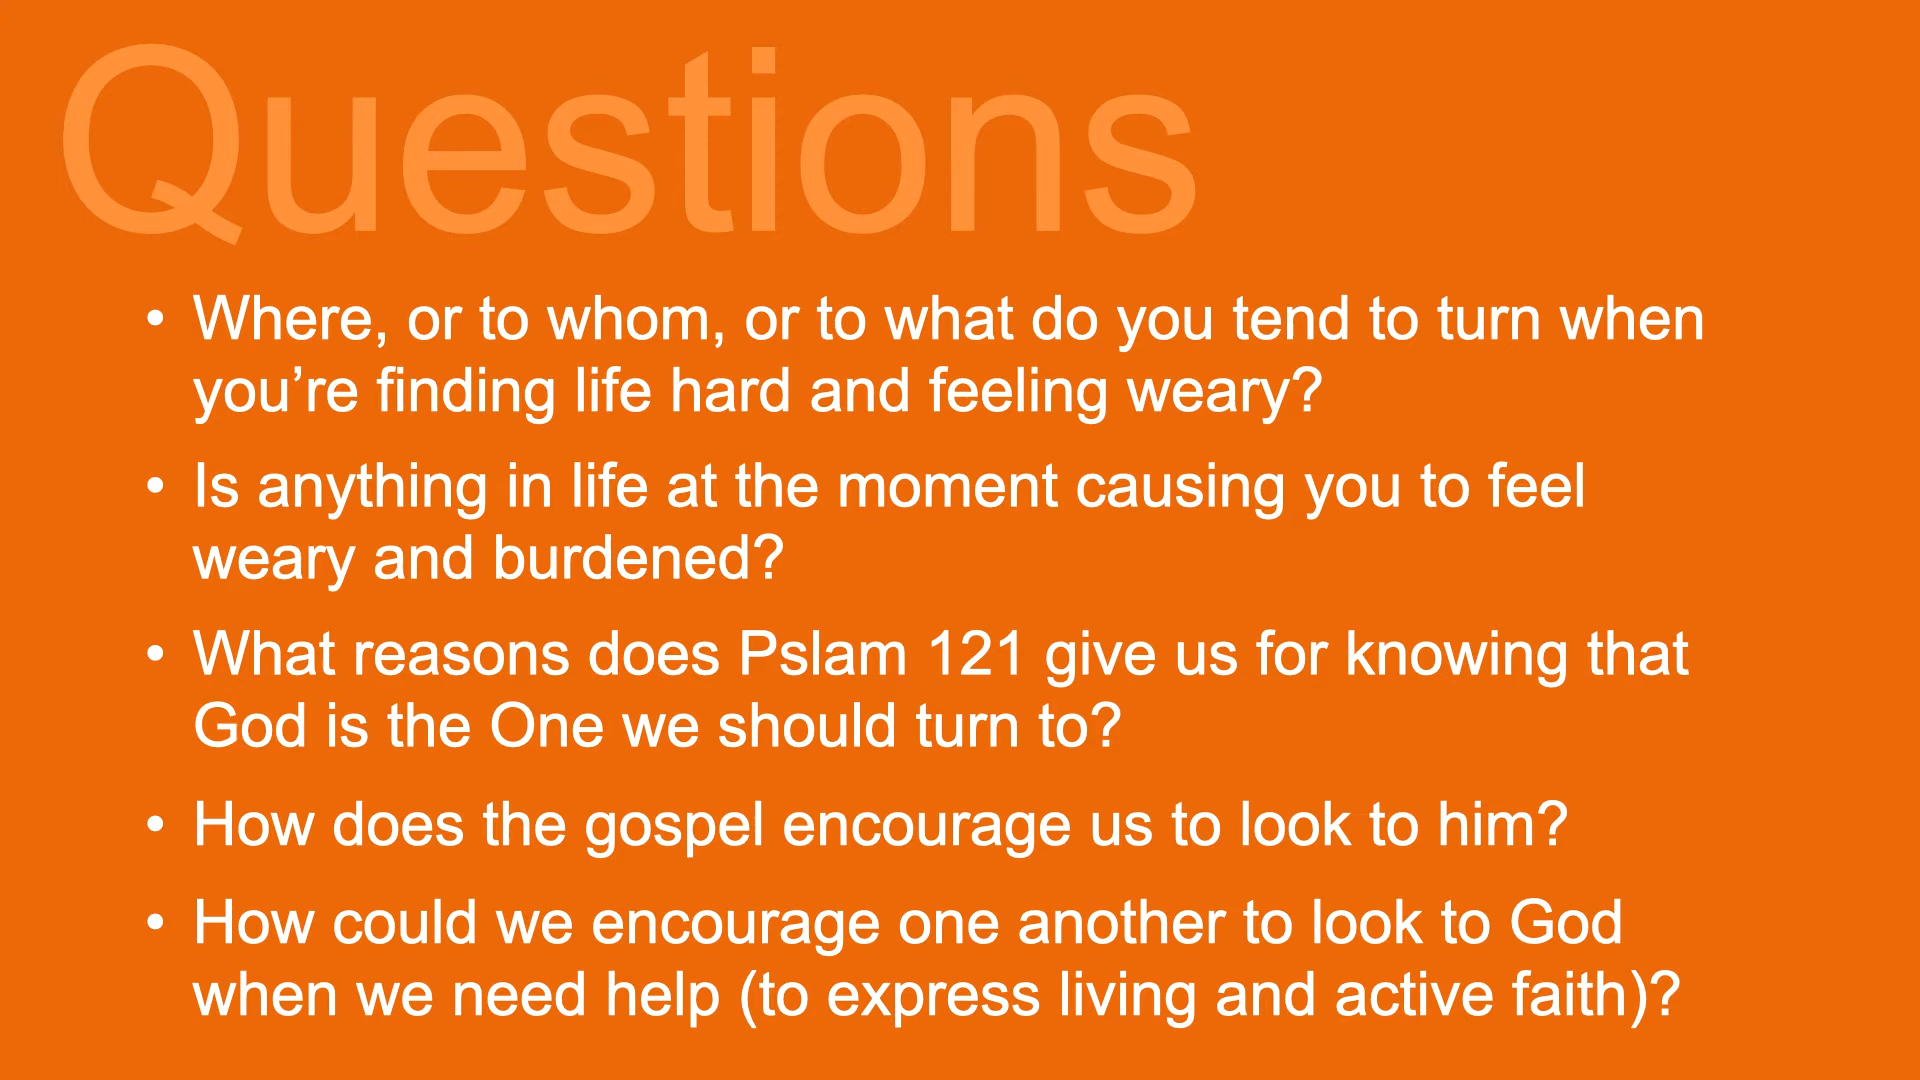 Questions
• Where, or to whom, or to what do you tend to turn when
you’re finding life hard and feeling weary?
• Is anything in life at the moment causing you to feel
weary and burdened?
• What reasons does Pslam 121 give us for knowing that
God is the One we should turn to?
• How does the gospel encourage us to look to him?
• How could we encourage one another to look to God
when we need help (to express living and active faith)?